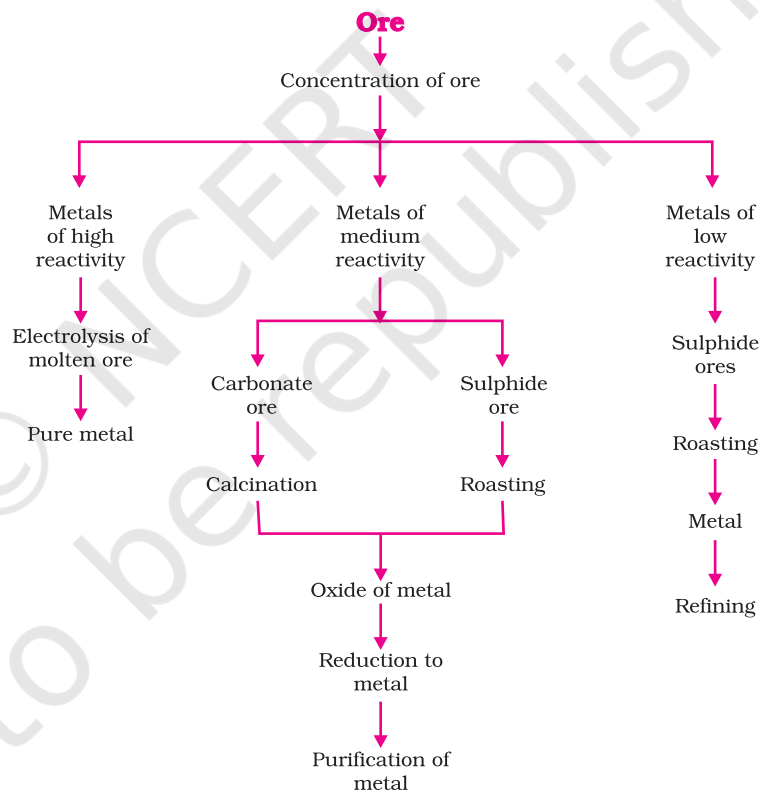 Ore
Concentration of ore
Metals
of high
reactivity
Electrolysis of
molten ore
Pure metal
Metals of
medium
reactivity
Carbonate
ore
Calcination
Sulphide
ore
Roasting
Oxide of metal
Reduction to
metal
Purification of
metal
Metals of
low
reactivity
Sulphide
ores
Roasting
Metal
Refining
© NCERT
to be republish